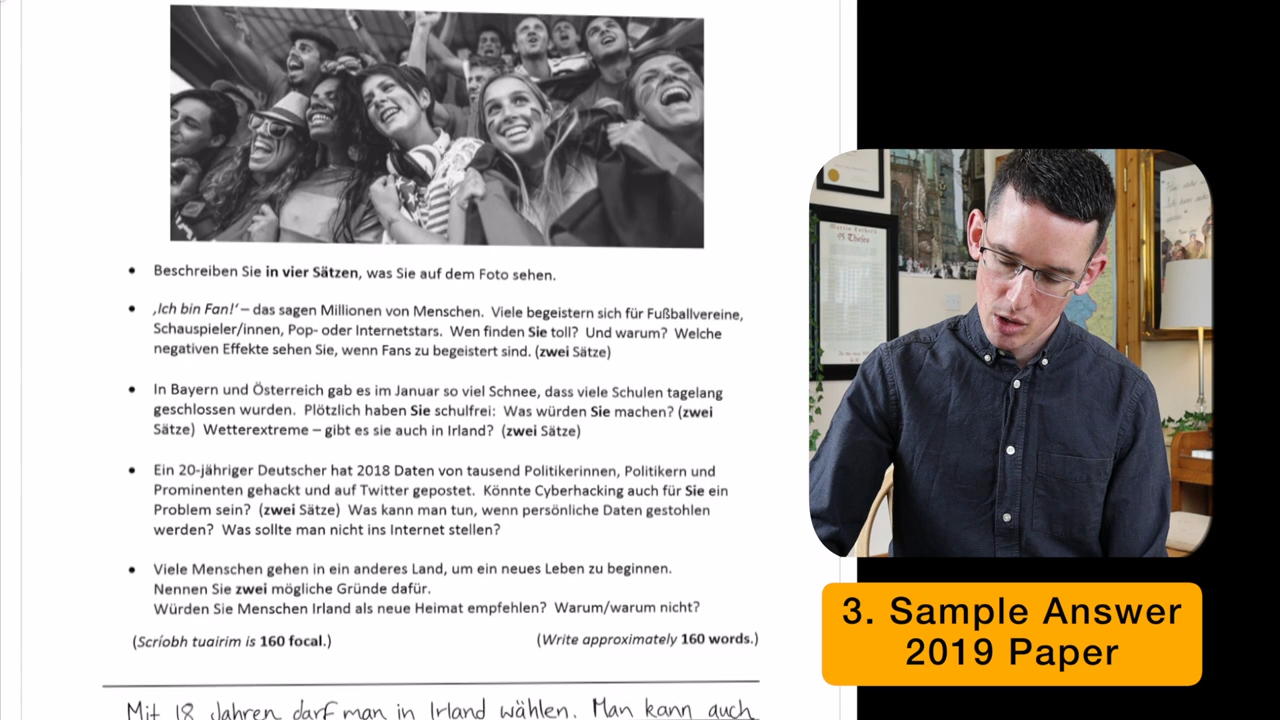 • Beschreiben Sie in vier Sätzen, was Sie auf dem Foto sehen.
• ‚Ich bin Fan!‘ – das sagen Millionen von Menschen. Viele begeistern sich für Fußballvereine,
Schauspieler/innen, Pop- oder Internetstars. Wen finden Sie toll? Und warum? Welche
negativen Effekte sehen Sie, wenn Fans zu begeistert sind. (zwei Sätze)
• In Bayern und Österreich gab es im Januar so viel Schnee, dass viele Schulen tagelang
geschlossen wurden. Plötzlich haben Sie schulfrei: Was würden Sie machen? (zwei
Sätze) Wetterextreme – gibt es sie auch in Irland? (zwei Sätze)
• Ein 20-jähriger Deutscher hat 2018 Daten von tausend Politikerinnen, Politikern und
Prominenten gehackt und auf Twitter gepostet. Könnte Cyberhacking auch für Sie ein
Problem sein? (zwei Sätze) Was kann man tun, wenn persönliche Daten gestohlen
werden? Was sollte man nicht ins Internet stellen?
• Viele Menschen gehen in ein anderes Land, um ein neues Leben zu beginnen.
Nennen Sie zwei mögliche Gründe dafür.
Würden Sie Menschen Irland als neue Heimat empfehlen? Warum/warum nicht?
(Scríobh tuairim is 160 focal.) (Write approximately 160 words.)
Mit 18 Jahren darf man in Irland wählen. Man kann auch
Martin Luther's
95 Theses
3. Sample Answer
2019 Paper